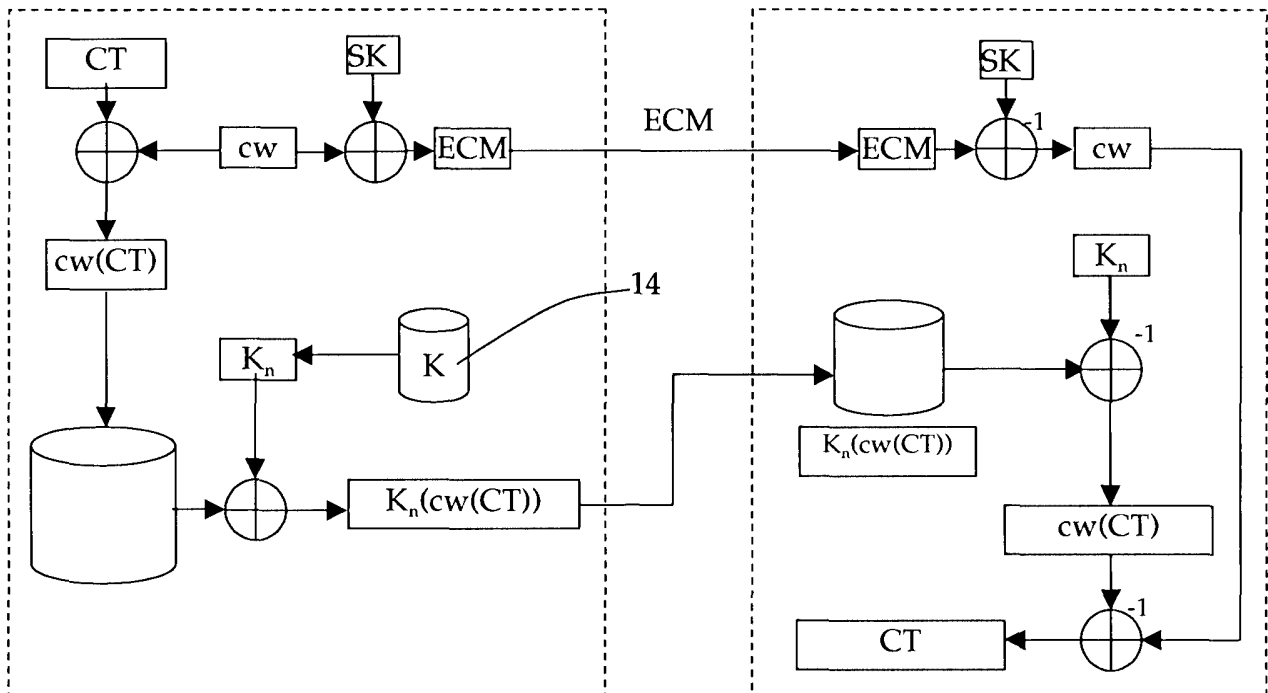 CT
SK
cw
ECM
cw(CT)
K
14
Kₙ
Kₙ(cw(CT))
ECM
SK
-1
ECM
cw
Kₙ
-1
Kₙ(cw(CT))
cw(CT)
-1
CT